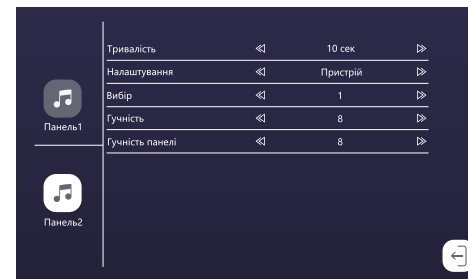 Тривалість 10 сек
Налаштування Пристрій
Вибір 1
Гучність 8
Гучність панелі 8
Панель1
Панель2